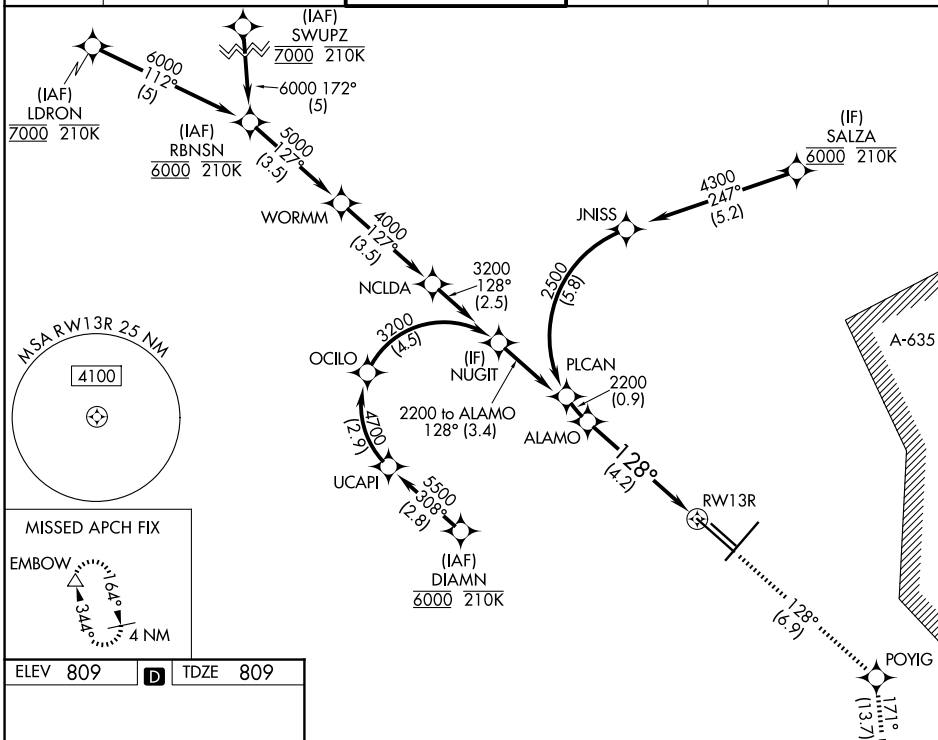 (IAF)
SWUPZ
7000 210K
6000
112°
(5)
6000 172°
(5)
(IAF)
LDRON
7000 210K
(IAF)
RBNSN
6000 210K
5000
127°
(3.5)
(IF)
SALZA
6000 210K
4300
247°
(5.2)
WORMM
JNISS
4000
127°
(3.5)
NCLDA
3200
128°
(2.5)
2500
(5.8)
MSA RW13R 25 NM
4100
3200
(4.5)
OCILO
(IF)
NUGIT
PLCAN
2200
(0.9)
A-635
2200 to ALAMO
128° (3.4)
ALAMO
4700
(2.9)
UCAPI
128°
(4.2)
5500
308°
(2.8)
RW13R
(IAF)
DIAMN
6000 210K
MISSED APCH FIX
EMBOW
164°
344°
4 NM
128°
(6.9)
POYIG
171°
(13.7)
ELEV 809 D TDZE 809